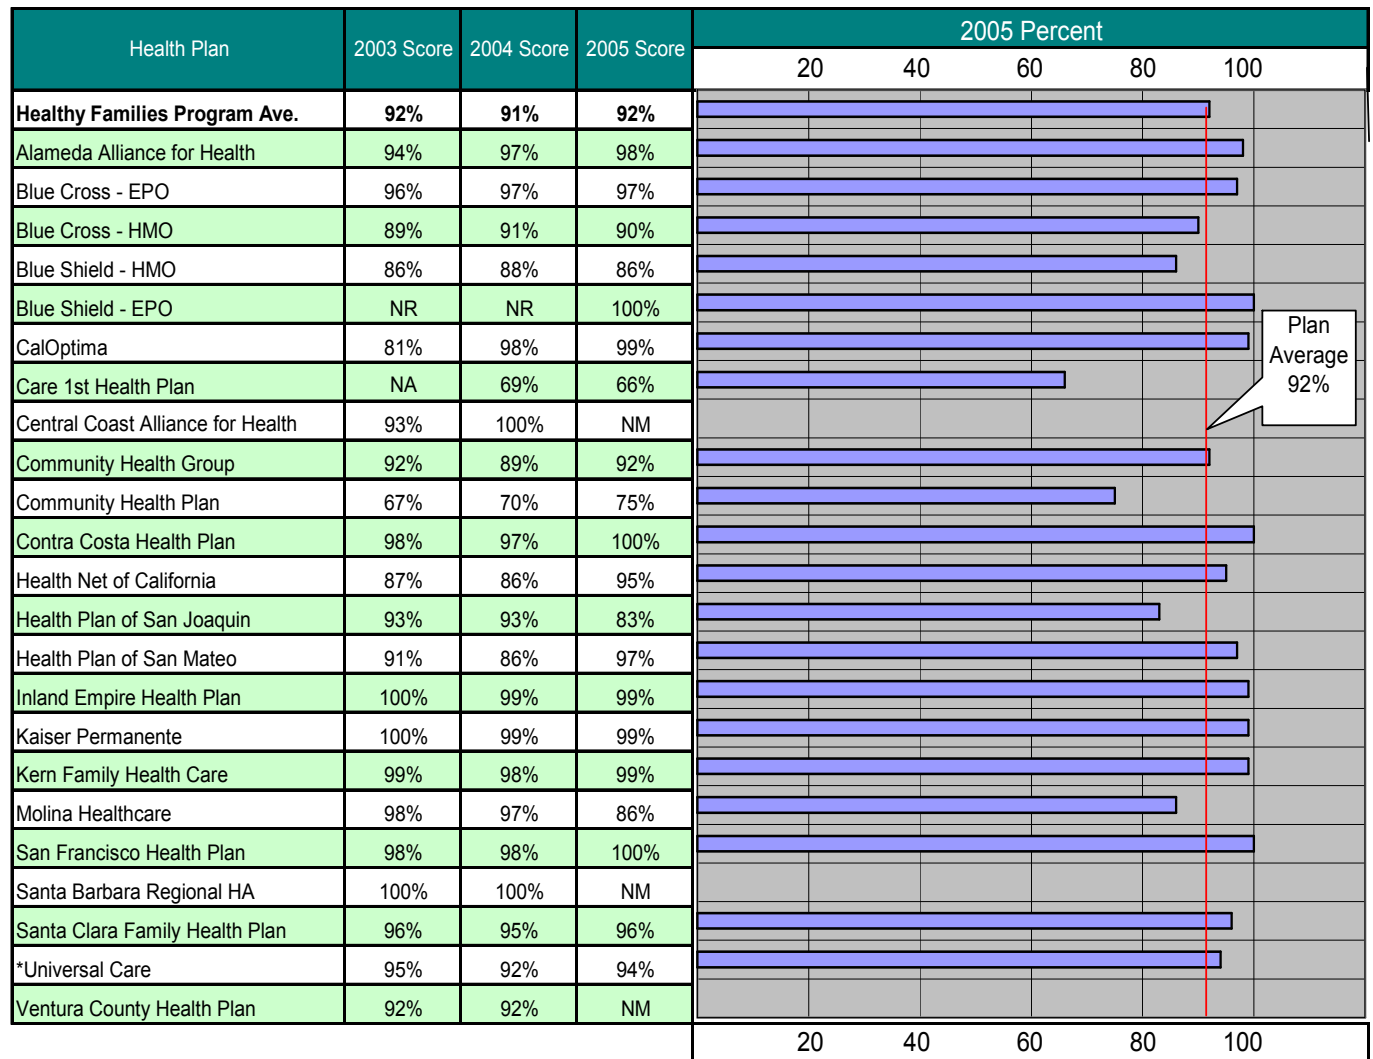 Health Plan 2003 Score 2004 Score 2005 Score 2005 Percent
20 40 60 80 100
Healthy Families Program Ave. 92% 91% 92%
Alameda Alliance for Health 94% 97% 98%
Blue Cross - EPO 96% 97% 97%
Blue Cross - HMO 89% 91% 90%
Blue Shield - HMO 86% 88% 86%
Blue Shield - EPO NR NR 100%
CalOptima 81% 98% 99%
Care 1st Health Plan NA 69% 66%
Central Coast Alliance for Health 93% 100% NM
Community Health Group 92% 89% 92%
Community Health Plan 67% 70% 75%
Contra Costa Health Plan 98% 97% 100%
Health Net of California 87% 86% 95%
Health Plan of San Joaquin 93% 93% 83%
Health Plan of San Mateo 91% 86% 97%
Inland Empire Health Plan 100% 99% 99%
Kaiser Permanente 100% 99% 99%
Kern Family Health Care 99% 98% 99%
Molina Healthcare 98% 97% 86%
San Francisco Health Plan 98% 98% 100%
Santa Barbara Regional HA 100% 100% NM
Santa Clara Family Health Plan 96% 95% 96%
*Universal Care 95% 92% 94%
Ventura County Health Plan 92% 92% NM
Plan
Average
92%
20 40 60 80 100